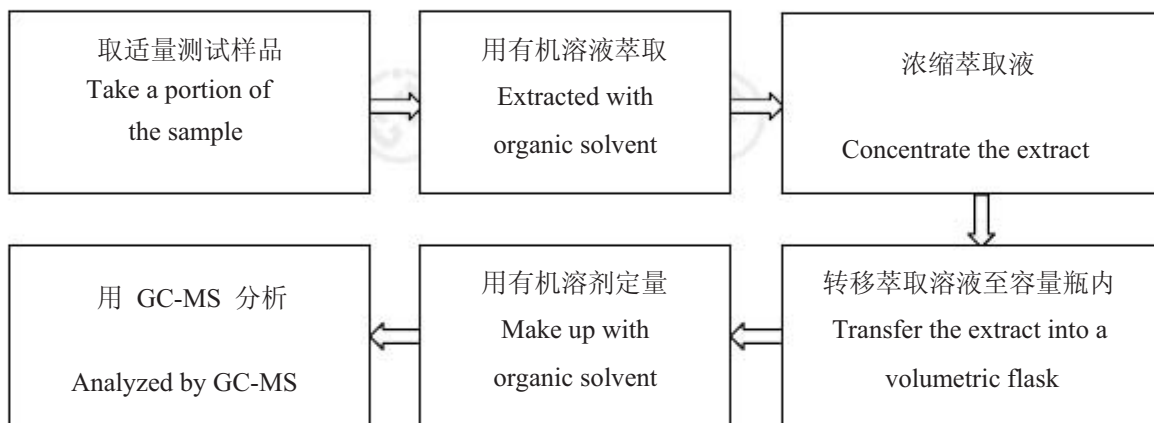 取适量测试样品
Take a portion of
the sample
用有机溶液萃取
Extracted with
organic solvent
浓缩萃取液
Concentrate the extract
转移萃取溶液至容量瓶内
Transfer the extract into a
volumetric flask
用有机溶剂定量
Make up with
organic solvent
用 GC-MS 分析
Analyzed by GC-MS